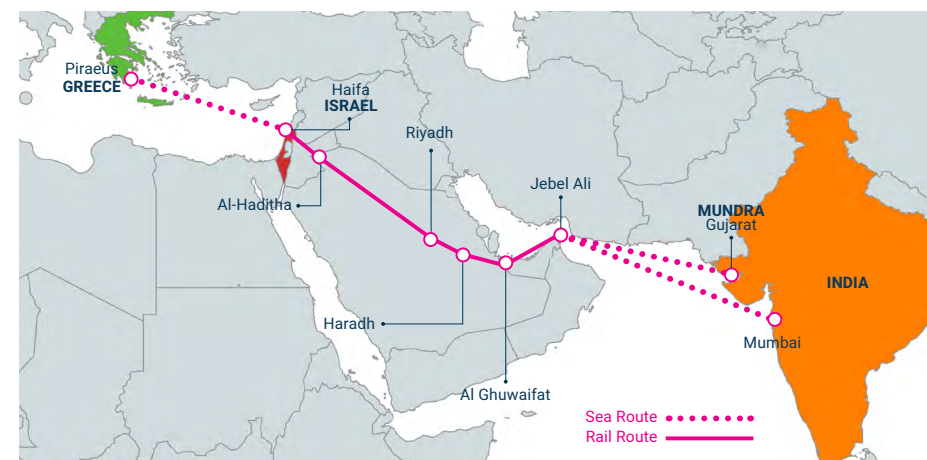 Piraeus
GREECE
Haifa
ISRAEL
Riyadh
Al-Haditha
Jebel Ali
MUNDRA
Gujarat
INDIA
Haradh
Mumbai
Al Ghuwaifat
Sea Route
Rail Route